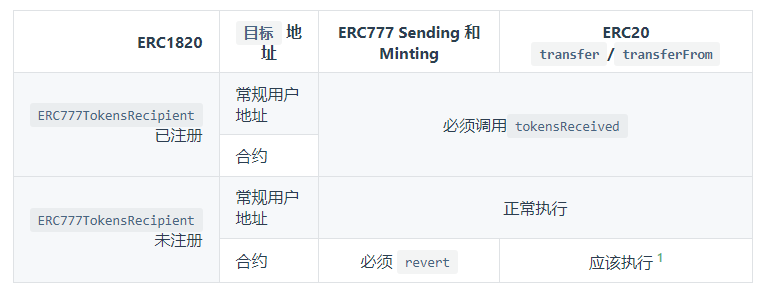 ERC1820
目标 地
址
ERC777 Sending 和
Minting
ERC20
transfer / transferFrom
ERC777TokensRecipient
已注册
常规用户
地址
必须调用 tokensReceived
合约
ERC777TokensRecipient
未注册
常规用户
地址
正常执行
合约
必须 revert
应该执行 1